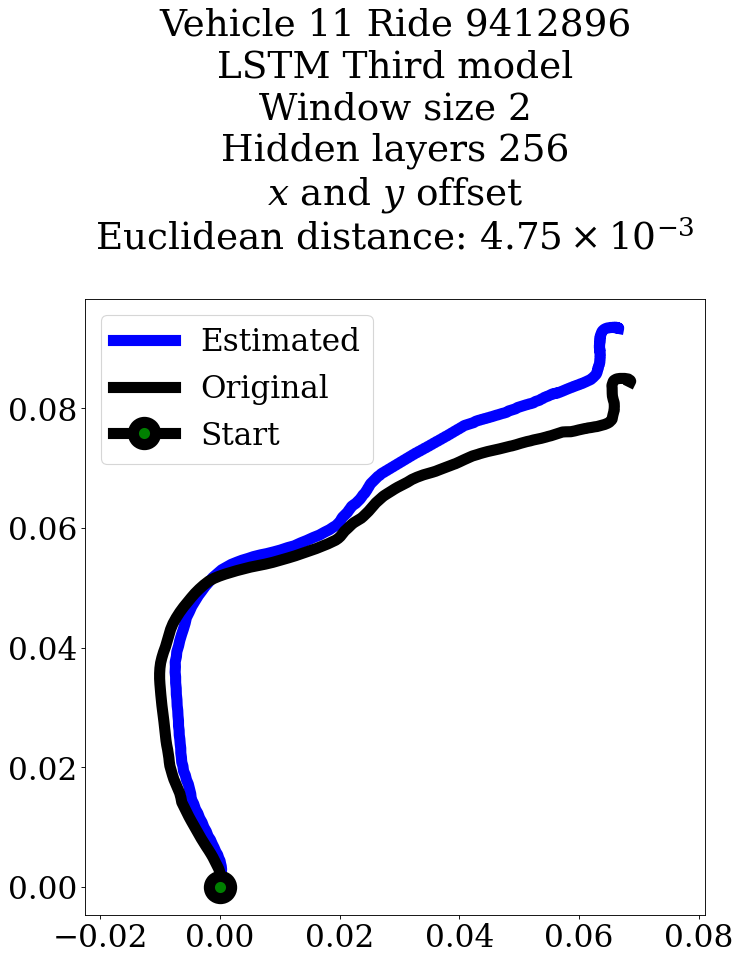 Vehicle 11 Ride 9412896
LSTM Third model
Window size 2
Hidden layers 256
x and y offset
Euclidean distance: 4.75 × 10⁻³
Estimated
Original
Start
0.08
0.06
0.04
0.02
0.00
−0.02 0.00 0.02 0.04 0.06 0.08